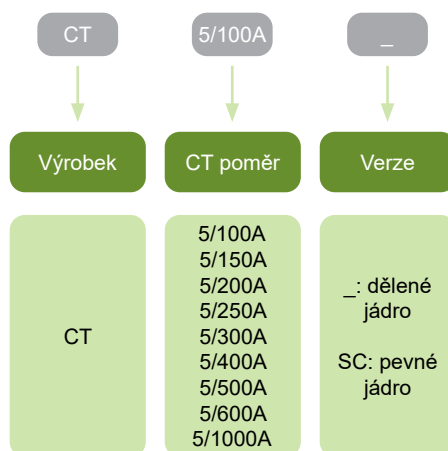 CT
5/100A
_
Výrobek
CT poměr
Verze
CT
5/100A
5/150A
5/200A
5/250A
5/300A
5/400A
5/500A
5/600A
5/1000A
_: dělené
jádro
SC: pevné
jádro